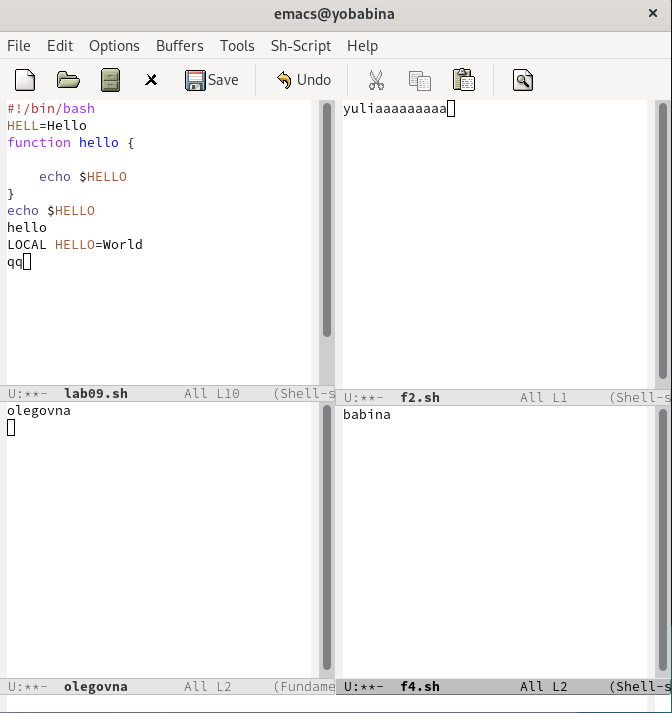 emacs@yobabina ×
File Edit Options Buffers Tools Sh-Script Help
Save Undo
#!/bin/bash
HELL=Hello
function hello {
echo $HELLO
}
echo $HELLO
hello
LOCAL HELLO=World
qq
U:**- lab09.sh All L10 (Shell-s
yuliaaaaaaaaa
U:**- f2.sh All L1 (Shell-s
olegovna
U:**- olegovna All L2 (Fundame
babina
U:**- f4.sh All L2 (Shell-s